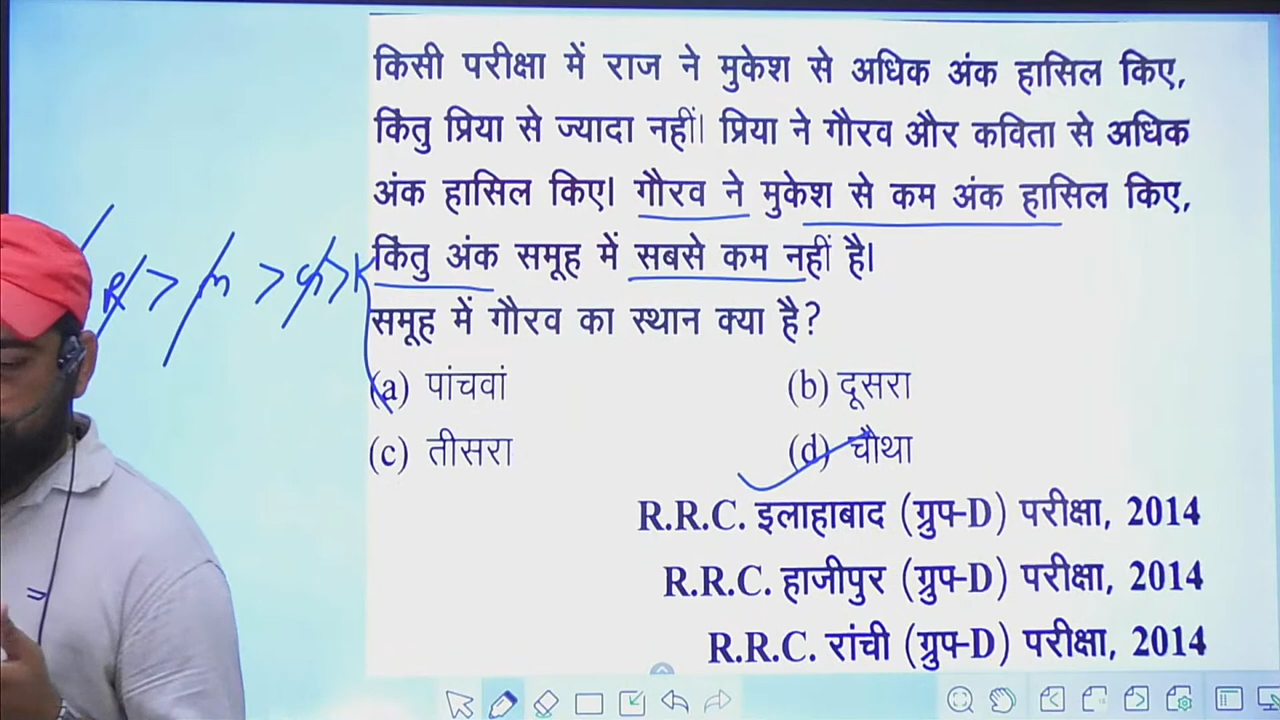 किसी परीक्षा में राज ने मुकेश से अधिक अंक हासिल किए,
किंतु प्रिया से ज्यादा नहीं। प्रिया ने गौरव और कविता से अधिक
अंक हासिल किए। गौरव ने मुकेश से कम अंक हासिल किए,
किंतु अंक समूह में सबसे कम नहीं है।
R > m > g > K
समूह में गौरव का स्थान क्या है?
(a) पांचवां (b) दूसरा
(c) तीसरा (d) चौथा
R.R.C. इलाहाबाद (ग्रुप-D) परीक्षा, 2014
R.R.C. हाजीपुर (ग्रुप-D) परीक्षा, 2014
R.R.C. रांची (ग्रुप-D) परीक्षा, 2014